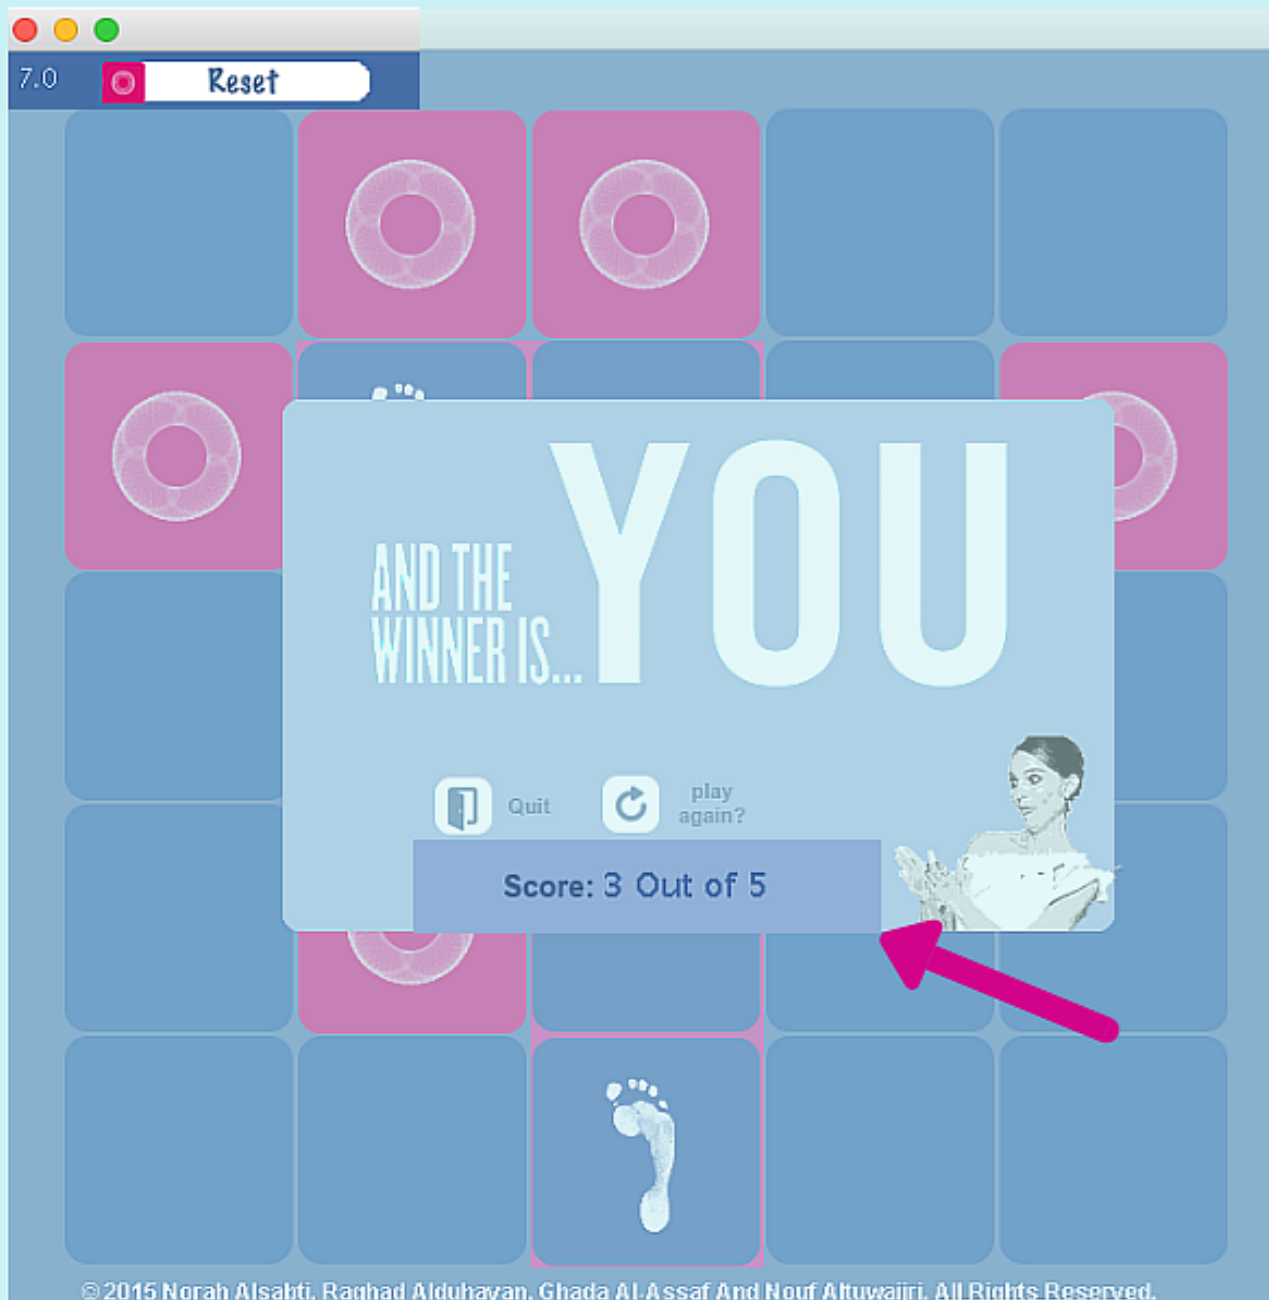 7.0 Reset
YOU
AND THE
WINNER IS...
Quit
play
again?
Score: 3 Out of 5
© 2015 Norah Alsabti, Raghad Alduhayan, Ghada Al-Assaf And Nouf Altuwaijri. All Rights Reserved.